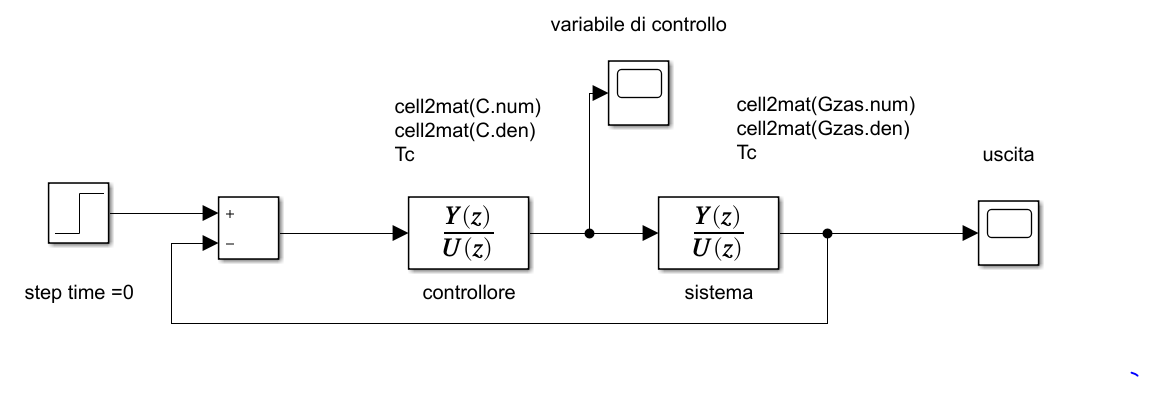 variabile di controllo
cell2mat(C.num)
cell2mat(C.den)
Tc
cell2mat(Gzas.num)
cell2mat(Gzas.den)
Tc
uscita
+
−
Y(z)
U(z)
Y(z)
U(z)
step time =0
controllore
sistema